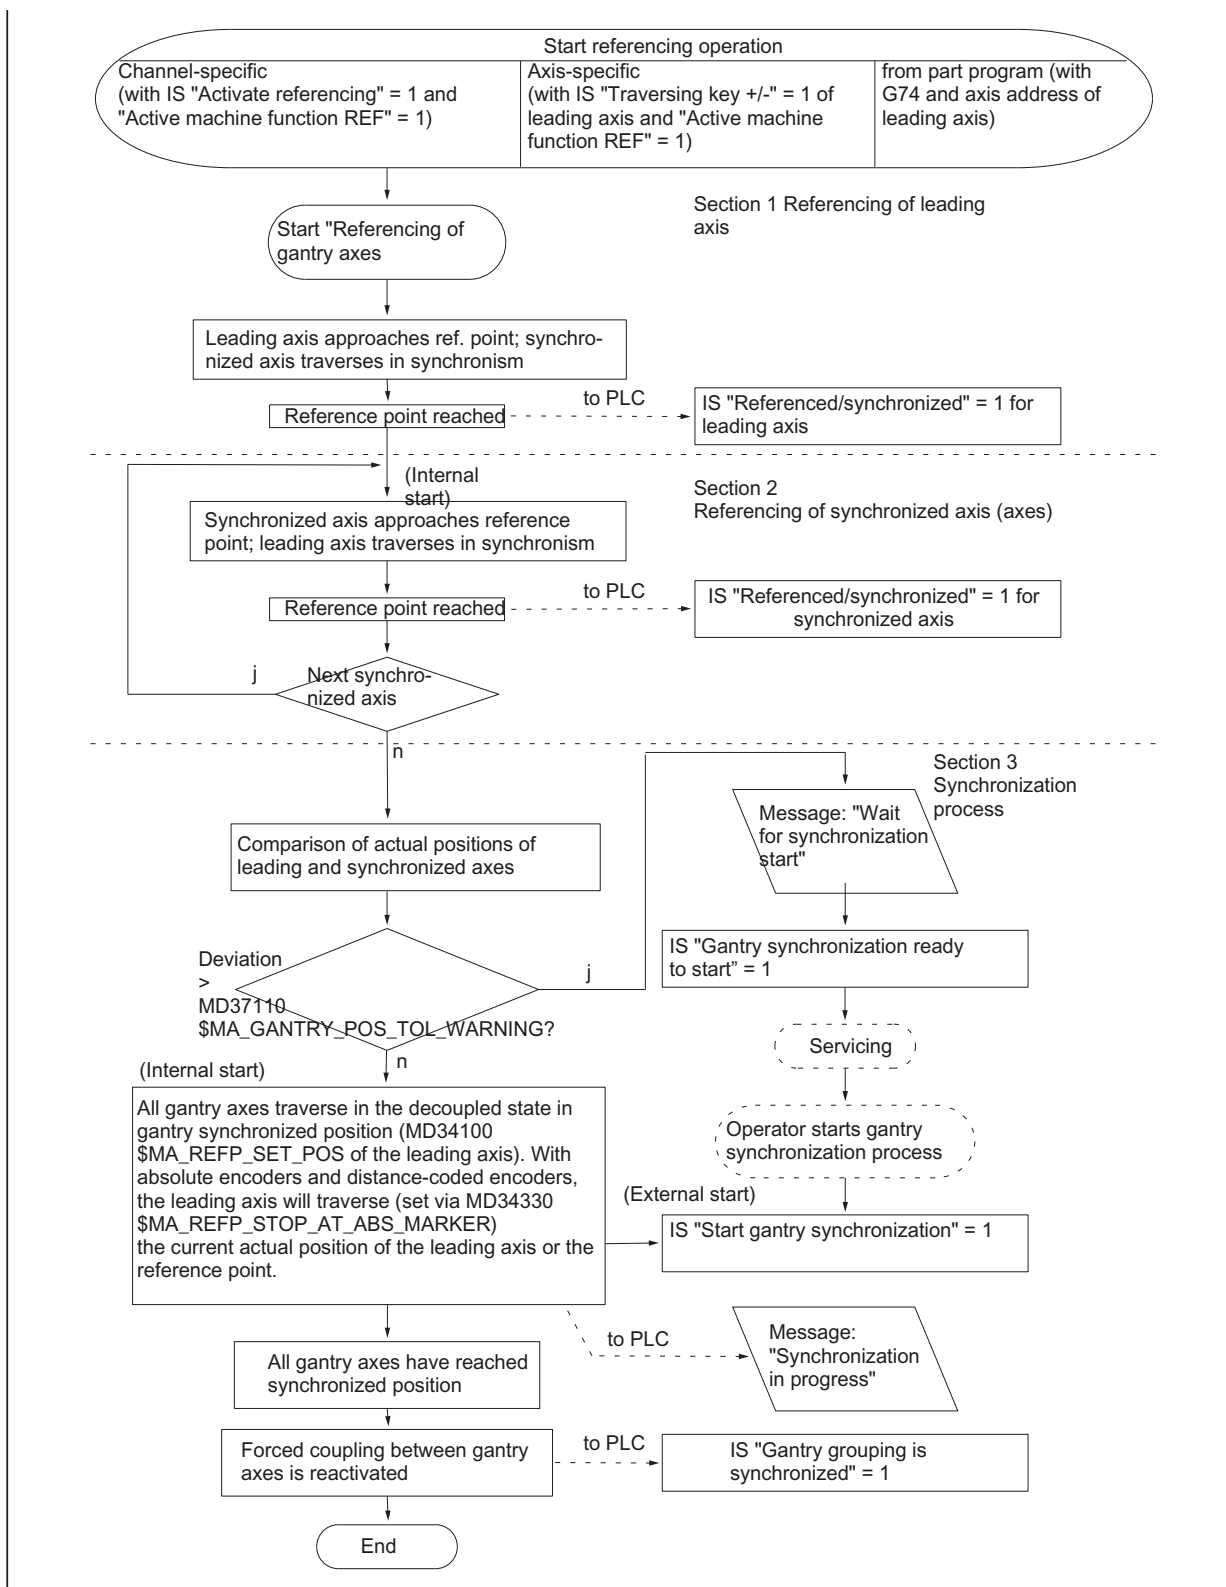 Start referencing operation
Channel-specific
(with IS "Activate referencing" = 1 and
"Active machine function REF" = 1)
Axis-specific
(with IS "Traversing key +/-" = 1 of
leading axis and "Active machine
function REF" = 1)
from part program (with
G74 and axis address of
leading axis)
Section 1 Referencing of leading
axis
Start "Referencing of
gantry axes
Leading axis approaches ref. point; synchro-
nized axis traverses in synchronism
Reference point reached
to PLC
IS "Referenced/synchronized" = 1 for
leading axis
(Internal
start)
Section 2
Referencing of synchronized axis (axes)
Synchronized axis approaches reference
point; leading axis traverses in synchronism
Reference point reached
to PLC
IS "Referenced/synchronized" = 1 for
synchronized axis
j
Next synchro-
nized axis
n
Section 3
Synchronization
process
Message: "Wait
for synchronization
start"
Comparison of actual positions of
leading and synchronized axes
IS "Gantry synchronization ready
to start” = 1
Deviation
>
MD37110
$MA_GANTRY_POS_TOL_WARNING?
j
n
Servicing
(Internal start)
All gantry axes traverse in the decoupled state in
gantry synchronized position (MD34100
$MA_REFP_SET_POS of the leading axis). With
absolute encoders and distance-coded encoders,
the leading axis will traverse (set via MD34330
$MA_REFP_STOP_AT_ABS_MARKER)
the current actual position of the leading axis or the
reference point.
Operator starts gantry
synchronization process
(External start)
IS "Start gantry synchronization" = 1
to PLC
Message:
"Synchronization
in progress"
All gantry axes have reached
synchronized position
Forced coupling between gantry
axes is reactivated
to PLC
IS "Gantry grouping is
synchronized" = 1
End